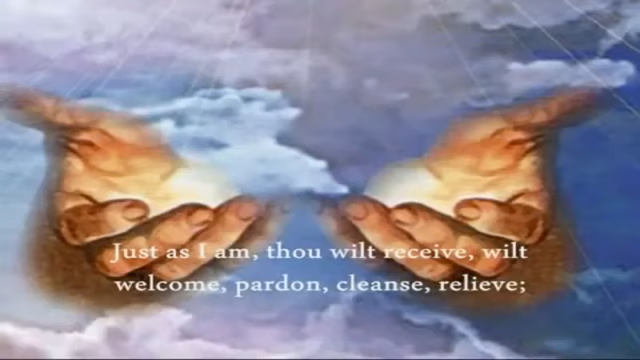 Just as I am, thou wilt receive, wilt
welcome, pardon, cleanse, relieve;